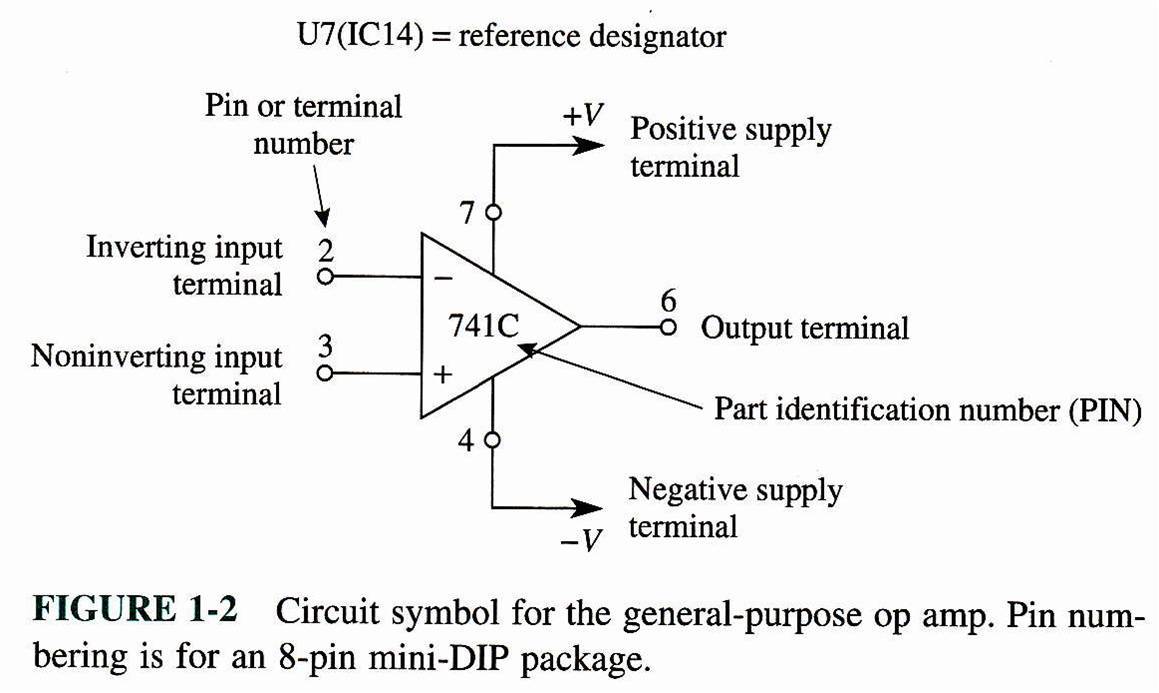 U7(IC14) = reference designator
Pin or terminal
number
+V
Positive supply
terminal
7
Inverting input
terminal
2
−
741C
6
Output terminal
Noninverting input
terminal
3
+
Part identification number (PIN)
4
Negative supply
terminal
−V
FIGURE 1-2 Circuit symbol for the general-purpose op amp. Pin num-
bering is for an 8-pin mini-DIP package.